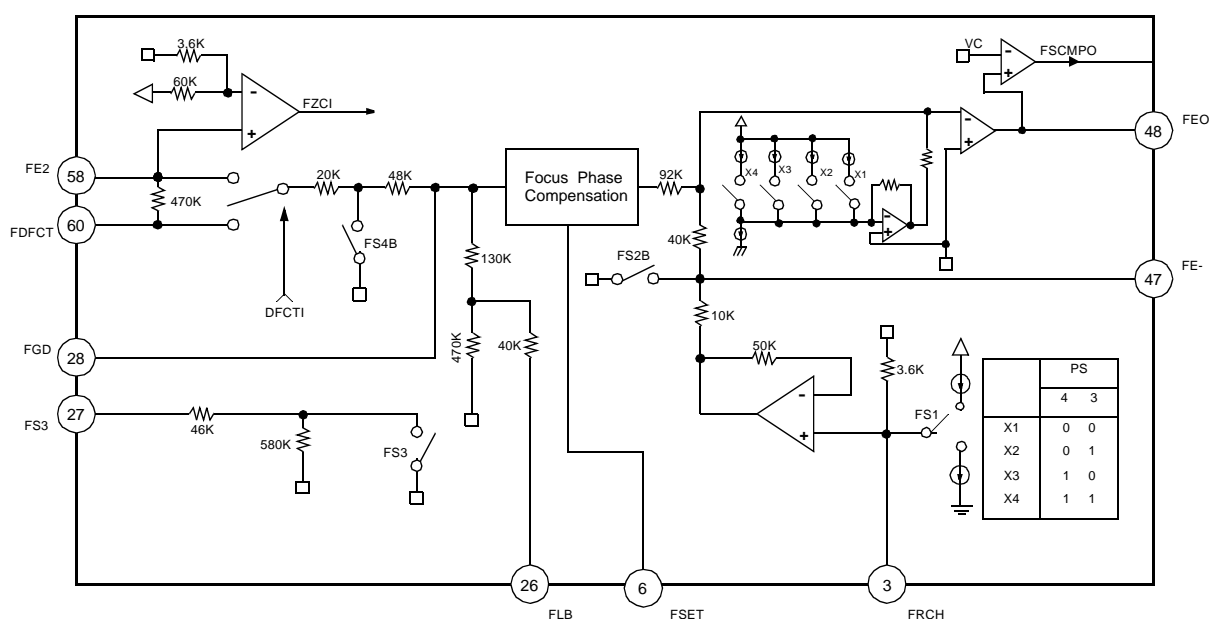 3.6K
60K
FZCI
VC
FSCMPO
FEO
48
FE2
58
470K
60
FDFCT
20K
48K
FS4B
DFCTI
Focus Phase
Compensation
92K
X4
X3
X2
X1
40K
130K
FS2B
47
FE-
10K
FGD
28
470K
40K
50K
3.6K
FS1
PS
4 3
X1 0 0
X2 0 1
X3 1 0
X4 1 1
27
FS3
46K
580K
FS3
26
FLB
6
FSET
3
FRCH